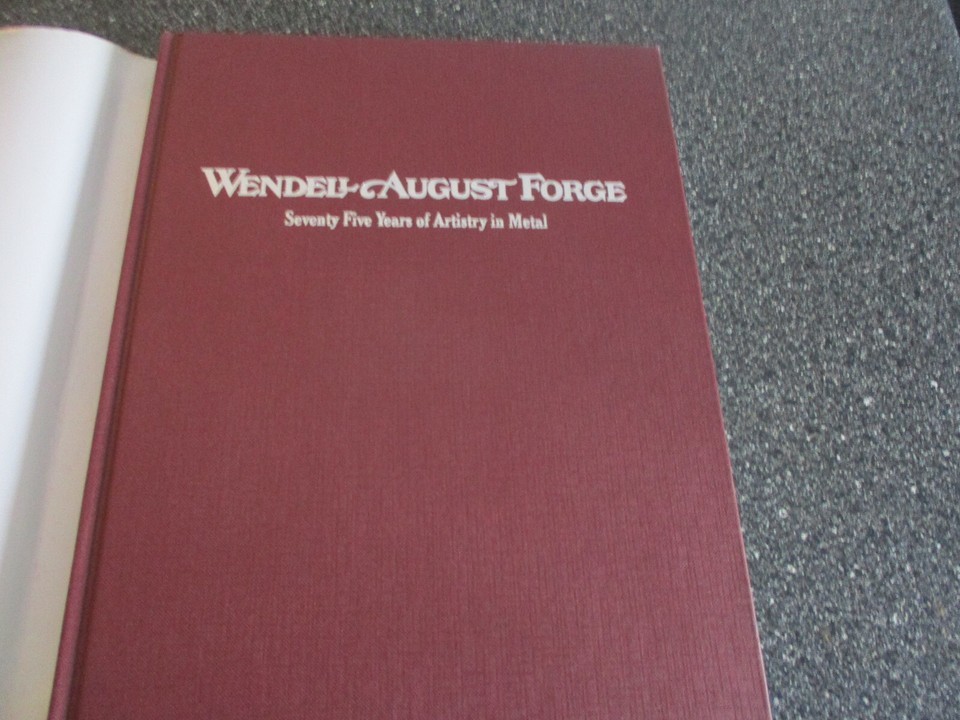 WENDELL AUGUST FORGE
Seventy Five Years of Artistry in Metal